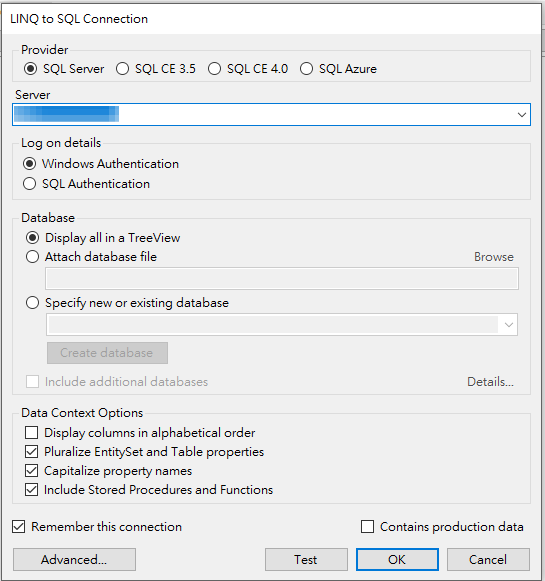 LINQ to SQL Connection
Provider
SQL Server SQL CE 3.5 SQL CE 4.0 SQL Azure
Server
Log on details
Windows Authentication
SQL Authentication
Database
Display all in a TreeView
Attach database file Browse
Specify new or existing database
Create database
Include additional databases Details...
Data Context Options
Display columns in alphabetical order
Pluralize EntitySet and Table properties
Capitalize property names
Include Stored Procedures and Functions
Remember this connection Contains production data
Advanced... Test OK Cancel